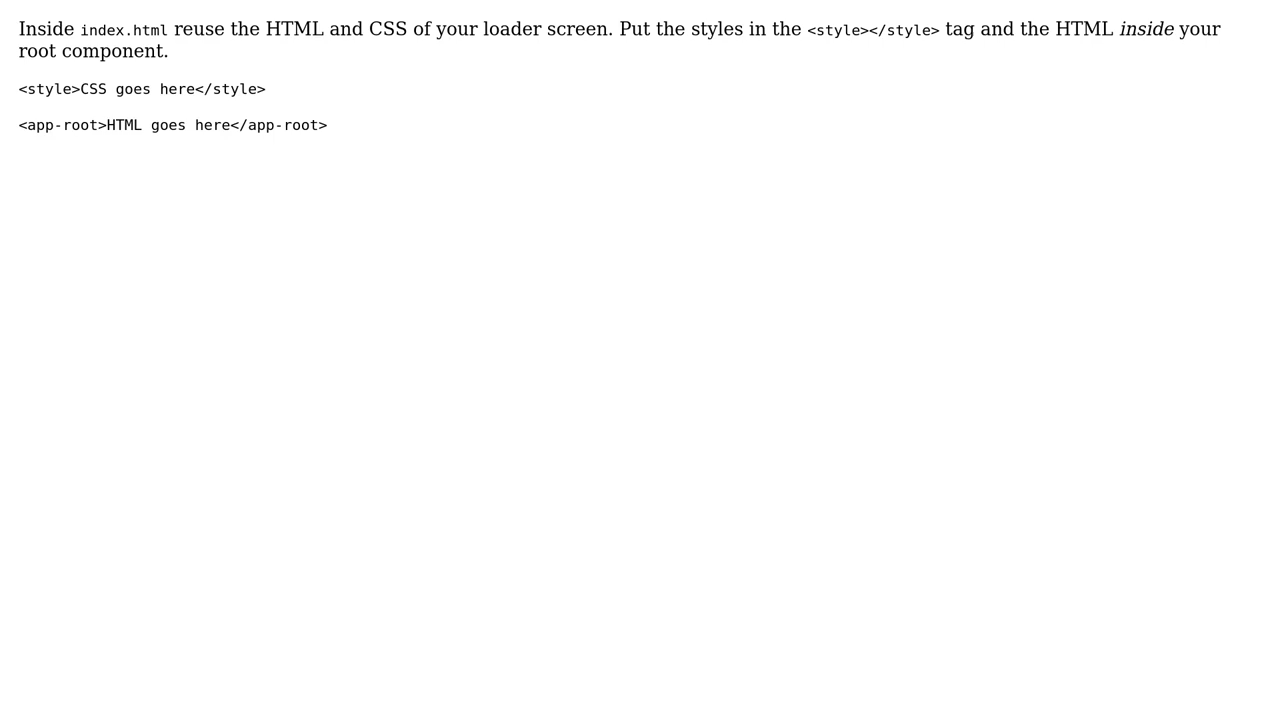 Inside index.html reuse the HTML and CSS of your loader screen. Put the styles in the <style></style> tag and the HTML inside your
root component.
<style>CSS goes here</style>
<app-root>HTML goes here</app-root>